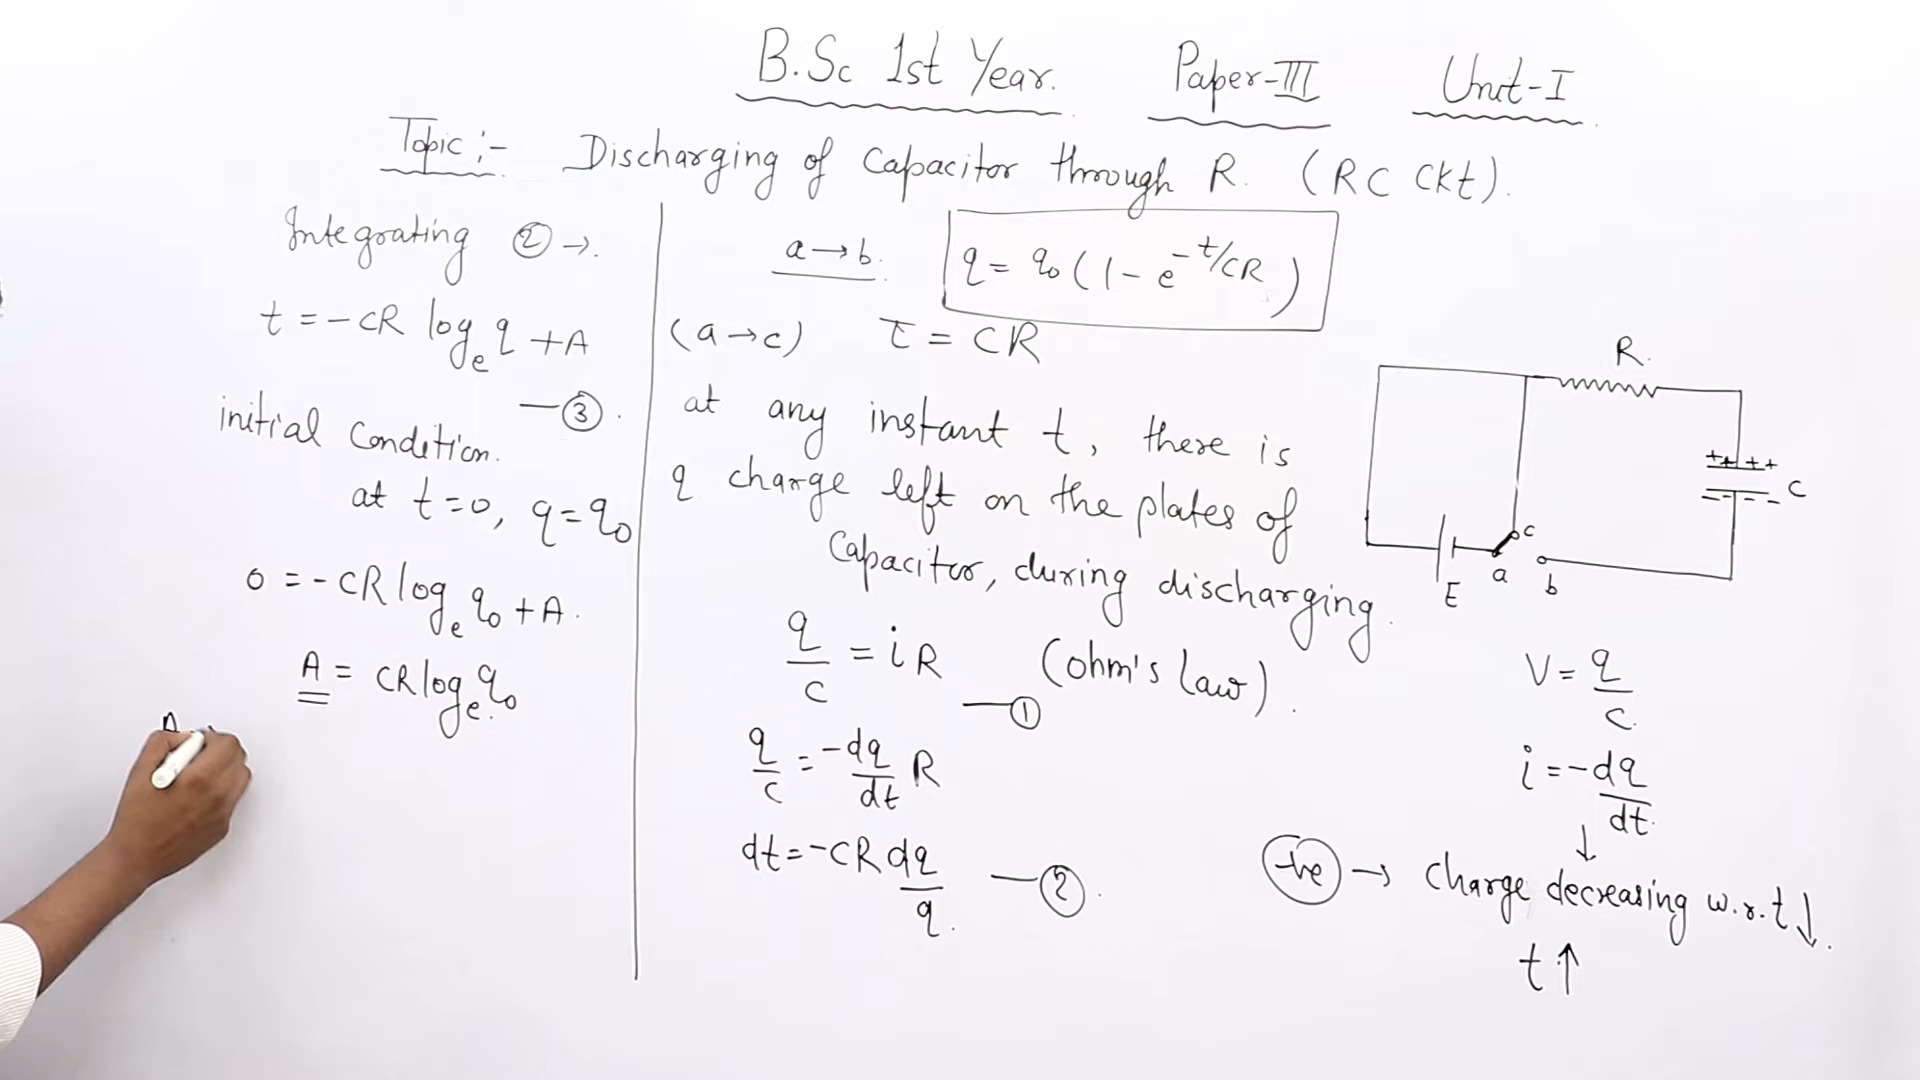 B.Sc 1st Year. Paper-III Unit-I
Topic :- Discharging of Capacitor through R. (RC Ckt).
Integrating ② →.
t = -CR logₑ q + A
— ③.
initial Condition.
at t=0, q=q₀
0 = -CR logₑ q₀ + A.
A = CR logₑ q₀
A
a → b.
q = q₀ (1 - e^-t/CR)
(a → c) τ = CR
at any instant t, there is
q charge left on the plates of
Capacitor, during discharging.
q/C = iR (ohm's law).
— ①
q/C = -dq/dt R
dt = -CR dq/q. — ②.
R.
+ + + +
- - - - C
c
a
b
E
V = q/C.
i = -dq/dt.
↓
-ve → Charge decreasing w.r.t ↓.
t ↑